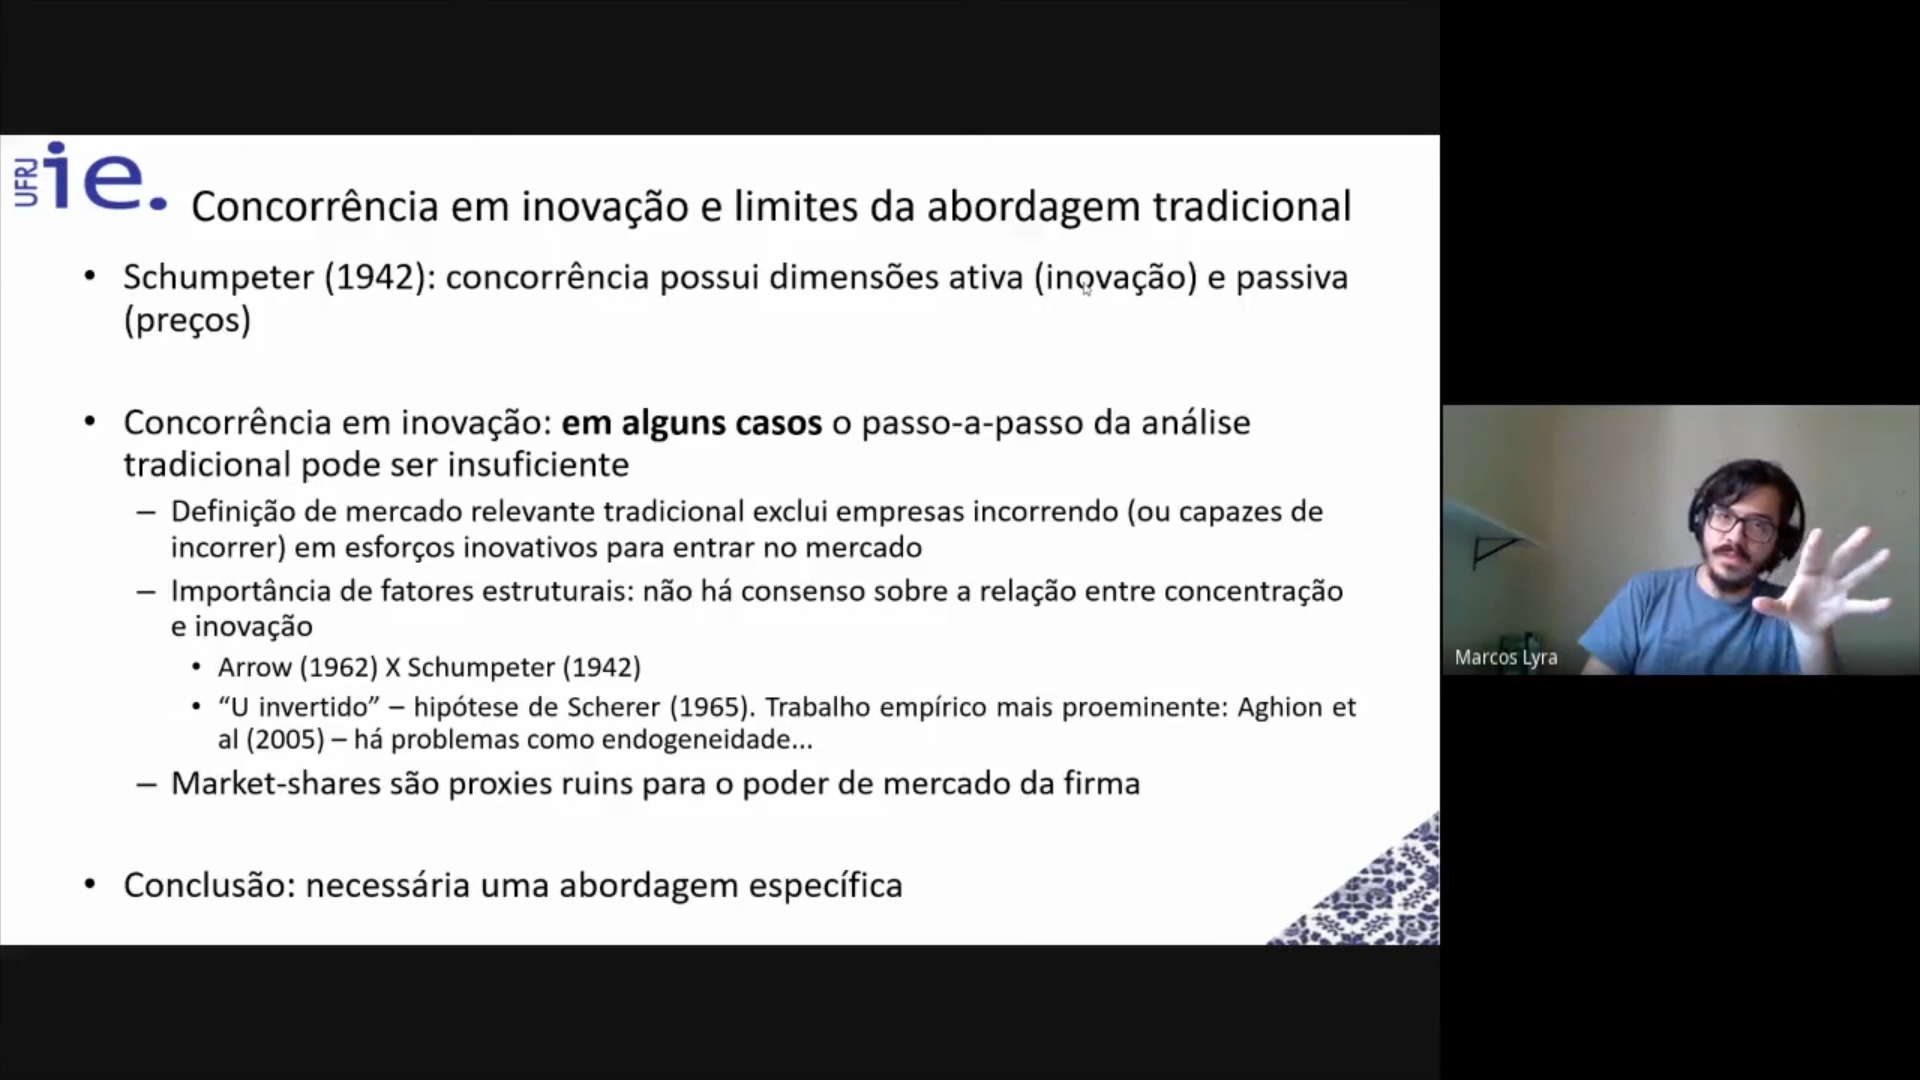 UFRJ ie.
Concorrência em inovação e limites da abordagem tradicional
• Schumpeter (1942): concorrência possui dimensões ativa (inovação) e passiva
(preços)
• Concorrência em inovação: em alguns casos o passo-a-passo da análise
tradicional pode ser insuficiente
– Definição de mercado relevante tradicional exclui empresas incorrendo (ou capazes de
incorrer) em esforços inovativos para entrar no mercado
– Importância de fatores estruturais: não há consenso sobre a relação entre concentração
e inovação
• Arrow (1962) X Schumpeter (1942)
• “U invertido” – hipótese de Scherer (1965). Trabalho empírico mais proeminente: Aghion et
al (2005) – há problemas como endogeneidade...
– Market-shares são proxies ruins para o poder de mercado da firma
• Conclusão: necessária uma abordagem específica
Marcos Lyra